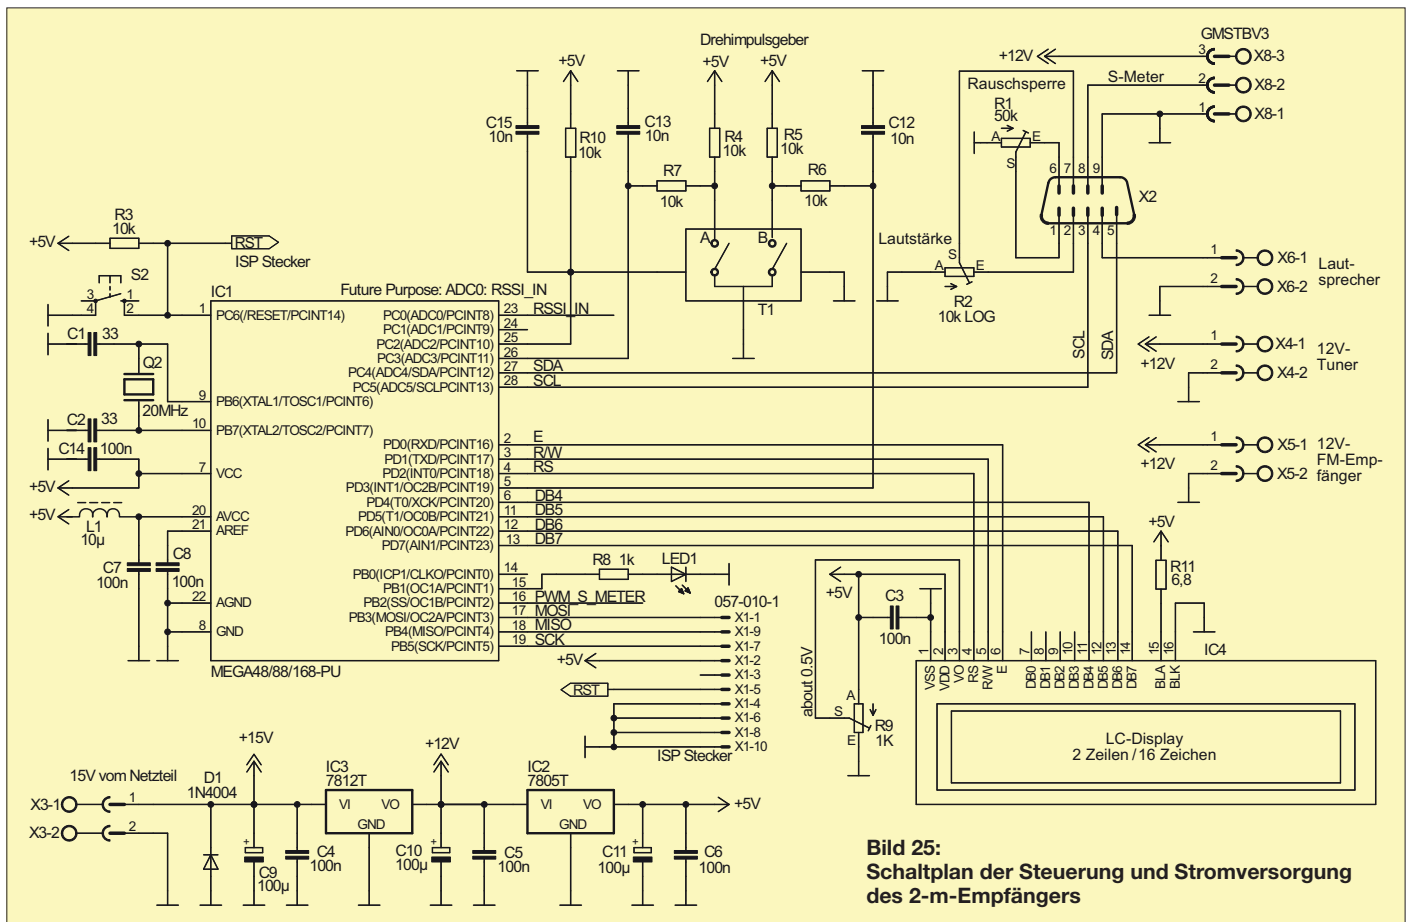 GMSTBV3
Drehimpulsgeber
+5V +5V +5V
+12V 3 X8-3
S-Meter 2 X8-2
1 X8-1
Rauschsperre
R1
50k
A E
S
C15
10n
R10
10k
C13
10n
R4
10k
R5
10k
C12
10n
R7
10k
R6
10k
6 7 8 9
X2
1 2 3 4 5
R3
10k
+5V
RST
ISP Stecker
S2
3 1
4 2
A B
T1
Lautstärke
S
A E
R2
10k LOG
SCL
SDA
1 X6-1
2 X6-2
Laut-
sprecher
1 X4-1
+12V
2 X4-2
12V-
Tuner
1 X5-1
+12V
2 X5-2
12V-
FM-Emp-
fänger
IC1
Future Purpose: ADC0: RSSI_IN
1 PC6(/RESET/PCINT14)
9 PB6(XTAL1/TOSC1/PCINT6)
10 PB7(XTAL2/TOSC2/PCINT7)
7 VCC
20 AVCC
21 AREF
22 AGND
8 GND
PC0(ADC0/PCINT8) 23 RSSI_IN
PC1(ADC1/PCINT9) 24
PC2(ADC2/PCINT10) 25
PC3(ADC3/PCINT11) 26
PC4(ADC4/SDA/PCINT12) 27 SDA
PC5(ADC5/SCLPCINT13) 28 SCL
PD0(RXD/PCINT16) 2 E
PD1(TXD/PCINT17) 3 R/W
PD2(INT0/PCINT18) 4 RS
PD3(INT1/OC2B/PCINT19) 5
PD4(T0/XCK/PCINT20) 6 DB4
PD5(T1/OC0B/PCINT21) 11 DB5
PD6(AIN0/OC0A/PCINT22) 12 DB6
PD7(AIN1/PCINT23) 13 DB7
PB0(ICP1/CLKO/PCINT0) 14
PB1(OC1A/PCINT1) 15
PB2(SS/OC1B/PCINT2) 16 PWM_S_METER
PB3(MOSI/OC2A/PCINT3) 17 MOSI
PB4(MISO/PCINT4) 18 MISO
PB5(SCK/PCINT5) 19 SCK
MEGA48/88/168-PU
C1 33
Q2
20MHz
C2 33
C14 100n
+5V
+5V
L1
10µ
C7
100n
C8
100n
R8 1k
LED1
057-010-1
X1-1
X1-9
X1-7
+5V X1-2
X1-3
RST X1-5
X1-4
X1-6
X1-8
X1-10
ISP Stecker
+5V
C3
100n
about 0.5V
A
S
E
R9
1K
+5V
R11
6,8
IC4
1 2 3 4 5 6 7 8 9 10 11 12 13 14 15 16
VSS VDD VO RS R/W E DB0 DB1 DB2 DB3 DB4 DB5 DB6 DB7 BLA BLK
LC-Display
2 Zeilen / 16 Zeichen
15V vom Netzteil
X3-1 1
X3-2 2
D1
1N4004
+15V
+
C9
100µ
C4
100n
IC3
7812T
VI VO
GND
+12V
+
C10
100µ
C5
100n
IC2
7805T
VI VO
GND
+
C11
100µ
C6
100n
+5V
Bild 25:
Schaltplan der Steuerung und Stromversorgung
des 2-m-Empfängers